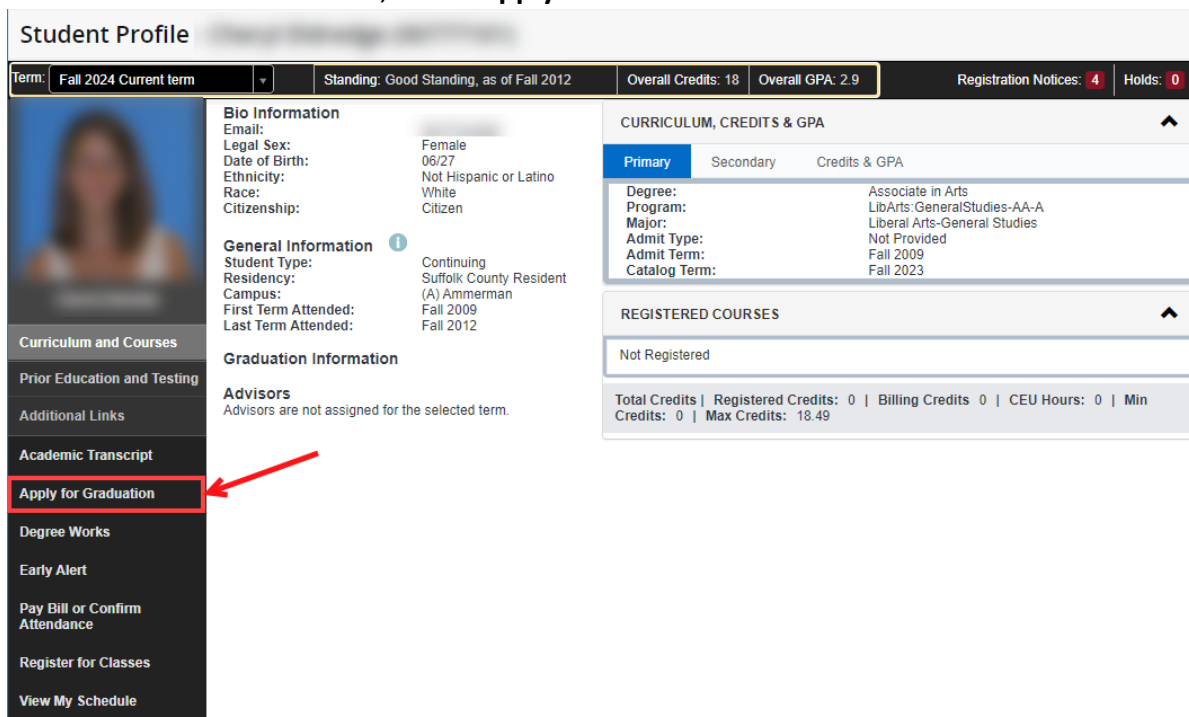 Student Profile
Term: Fall 2024 Current term
Standing: Good Standing, as of Fall 2012
Overall Credits: 18
Overall GPA: 2.9
Registration Notices: 4
Holds: 0
Bio Information
Email:
Legal Sex: Female
Date of Birth: 06/27
Ethnicity: Not Hispanic or Latino
Race: White
Citizenship: Citizen
General Information
Student Type: Continuing
Residency: Suffolk County Resident
Campus: (A) Ammerman
First Term Attended: Fall 2009
Last Term Attended: Fall 2012
Graduation Information
Advisors
Advisors are not assigned for the selected term.
CURRICULUM, CREDITS & GPA
Primary Secondary Credits & GPA
Degree: Associate in Arts
Program: LibArts:GeneralStudies-AA-A
Major: Liberal Arts-General Studies
Admit Type: Not Provided
Admit Term: Fall 2009
Catalog Term: Fall 2023
REGISTERED COURSES
Not Registered
Total Credits | Registered Credits: 0 | Billing Credits 0 | CEU Hours: 0 | Min
Credits: 0 | Max Credits: 18.49
Curriculum and Courses
Prior Education and Testing
Additional Links
Academic Transcript
Apply for Graduation
Degree Works
Early Alert
Pay Bill or Confirm
Attendance
Register for Classes
View My Schedule